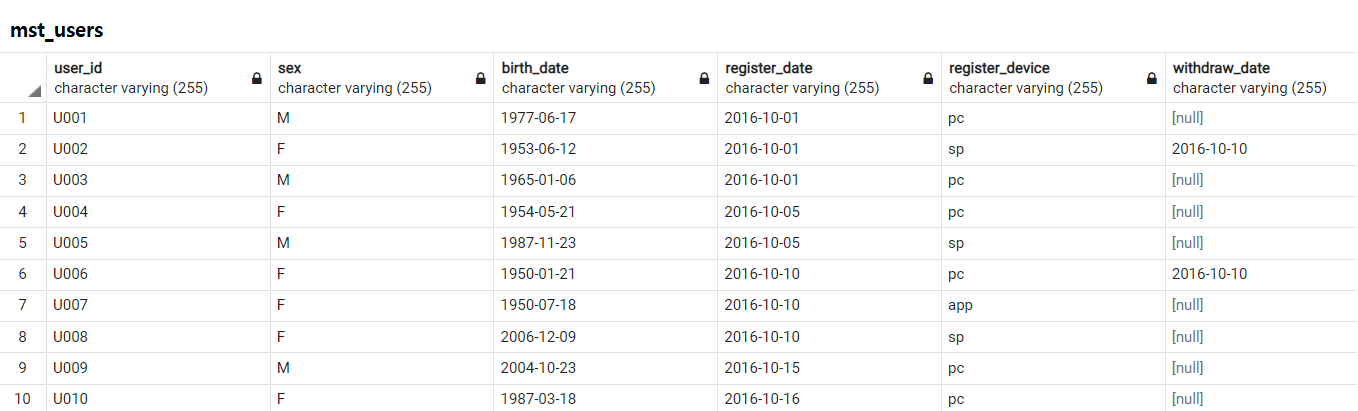 mst_users
user_id sex birth_date register_date register_device withdraw_date
character varying (255) character varying (255) character varying (255) character varying (255) character varying (255) character varying (255)
1 U001 M 1977-06-17 2016-10-01 pc [null]
2 U002 F 1953-06-12 2016-10-01 sp 2016-10-10
3 U003 M 1965-01-06 2016-10-01 pc [null]
4 U004 F 1954-05-21 2016-10-05 pc [null]
5 U005 M 1987-11-23 2016-10-05 sp [null]
6 U006 F 1950-01-21 2016-10-10 pc 2016-10-10
7 U007 F 1950-07-18 2016-10-10 app [null]
8 U008 F 2006-12-09 2016-10-10 sp [null]
9 U009 M 2004-10-23 2016-10-15 pc [null]
10 U010 F 1987-03-18 2016-10-16 pc [null]